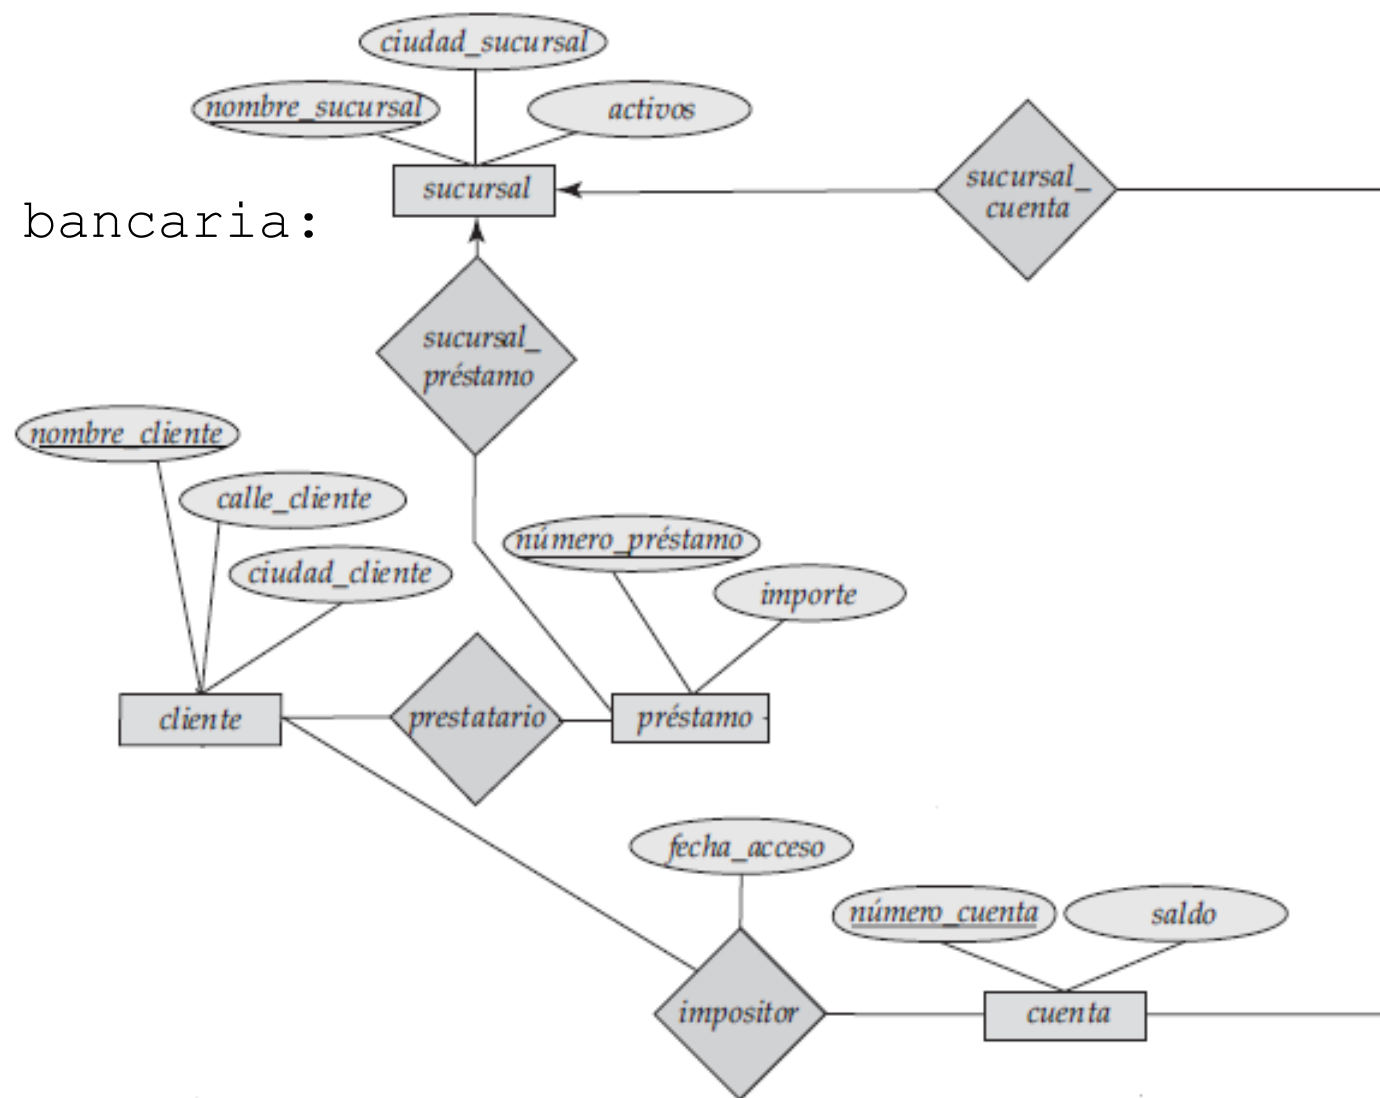 ciudad_sucursal
nombre_sucursal
activos
sucursal
sucursal_
cuenta
bancaria:
sucursal_
préstamo
nombre_cliente
calle_cliente
ciudad_cliente
número_préstamo
importe
cliente
prestatario
préstamo
fecha_acceso
número_cuenta
saldo
impositor
cuenta